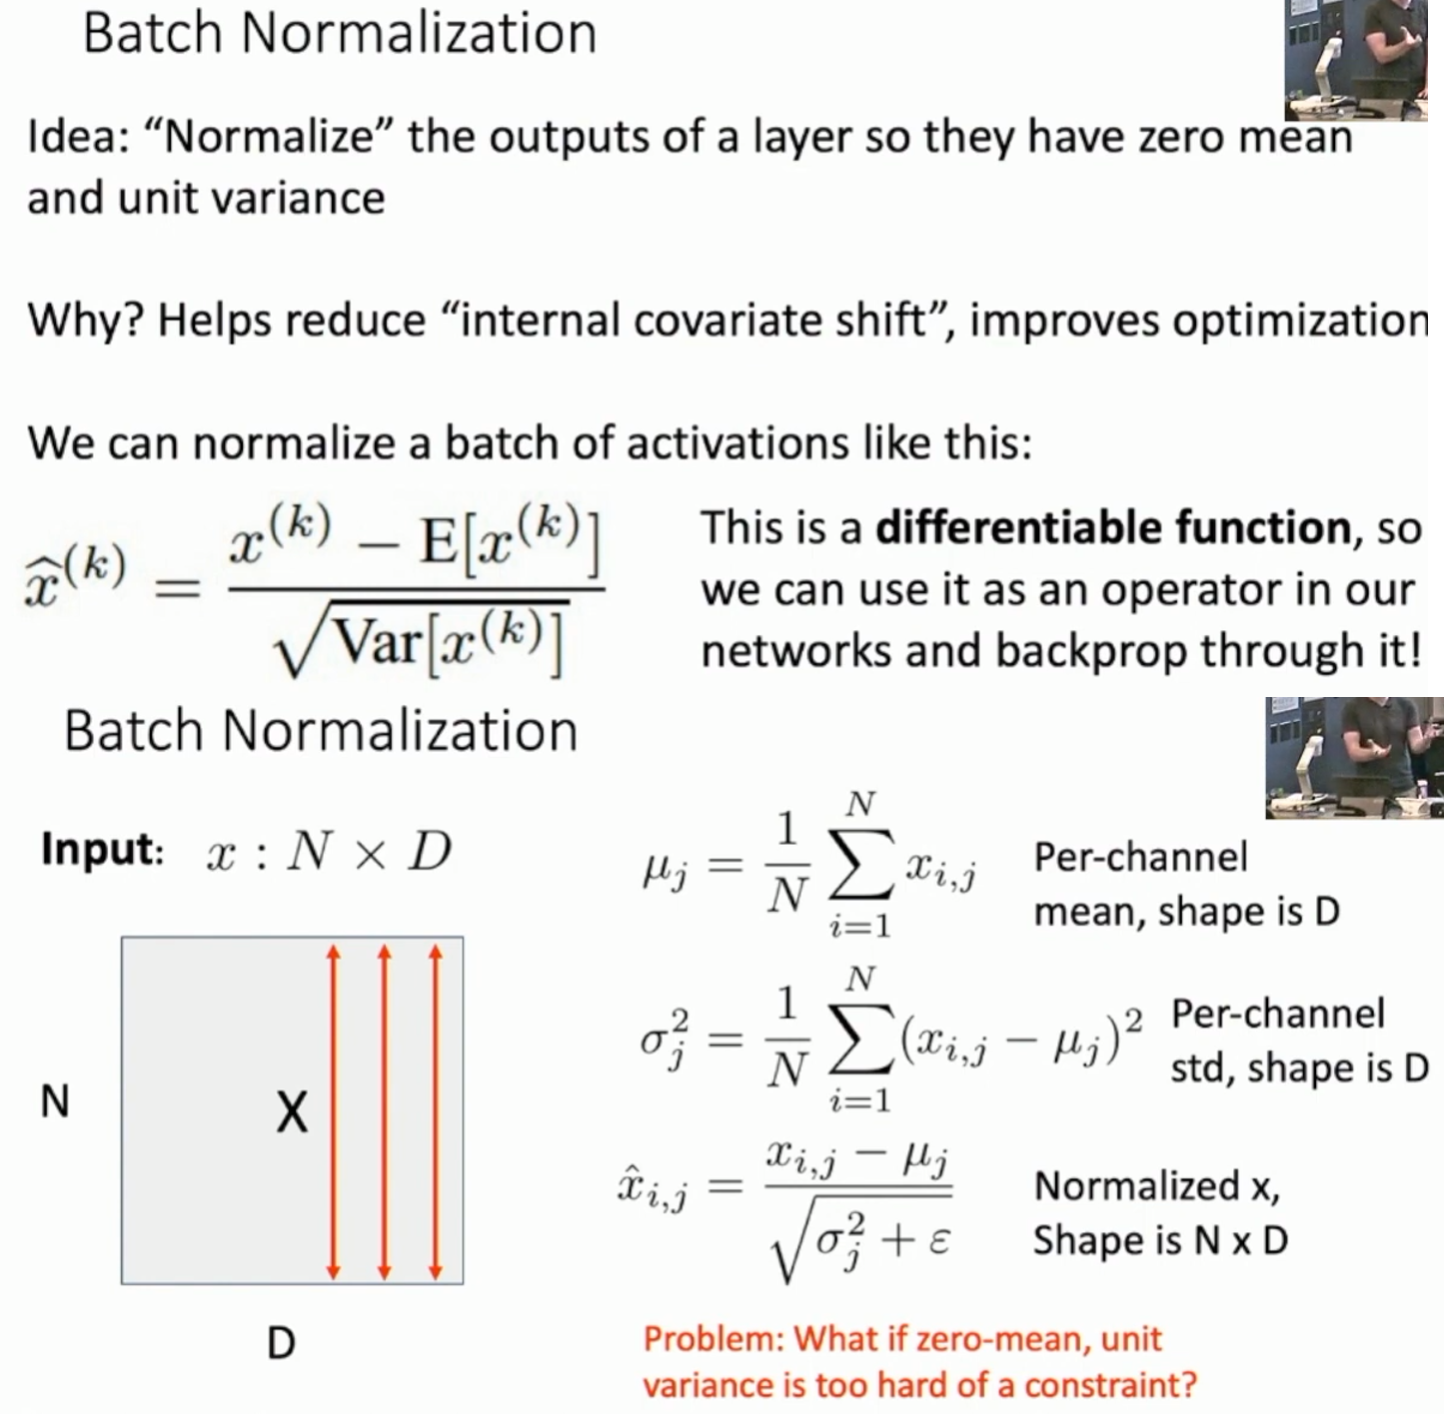 Batch Normalization
Idea: “Normalize” the outputs of a layer so they have zero mean
and unit variance
Why? Helps reduce “internal covariate shift”, improves optimization
We can normalize a batch of activations like this:
$\widehat{x}^{(k)} = \frac{x^{(k)} - \mathrm{E}[x^{(k)}]}{\sqrt{\mathrm{Var}[x^{(k)}]}}$
This is a differentiable function, so
we can use it as an operator in our
networks and backprop through it!
Batch Normalization
Input: $x : N \times D$
N
X
D
$\mu_j = \frac{1}{N} \sum_{i=1}^{N} x_{i,j}$
Per-channel
mean, shape is D
$\sigma_j^2 = \frac{1}{N} \sum_{i=1}^{N} (x_{i,j} - \mu_j)^2$
Per-channel
std, shape is D
$\hat{x}_{i,j} = \frac{x_{i,j} - \mu_j}{\sqrt{\sigma_j^2 + \varepsilon}}$
Normalized x,
Shape is N x D
Problem: What if zero-mean, unit
variance is too hard of a constraint?